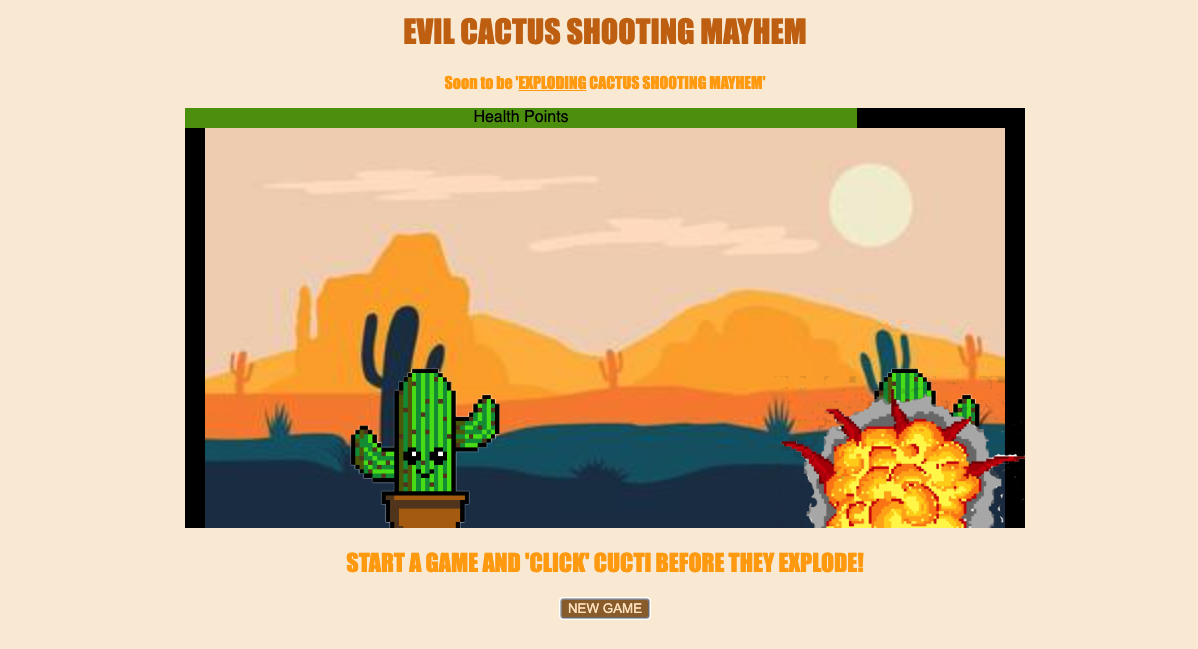 EVIL CACTUS SHOOTING MAYHEM
Soon to be 'EXPLODING CACTUS SHOOTING MAYHEM'
Health Points
START A GAME AND 'CLICK' CUCTI BEFORE THEY EXPLODE!
NEW GAME